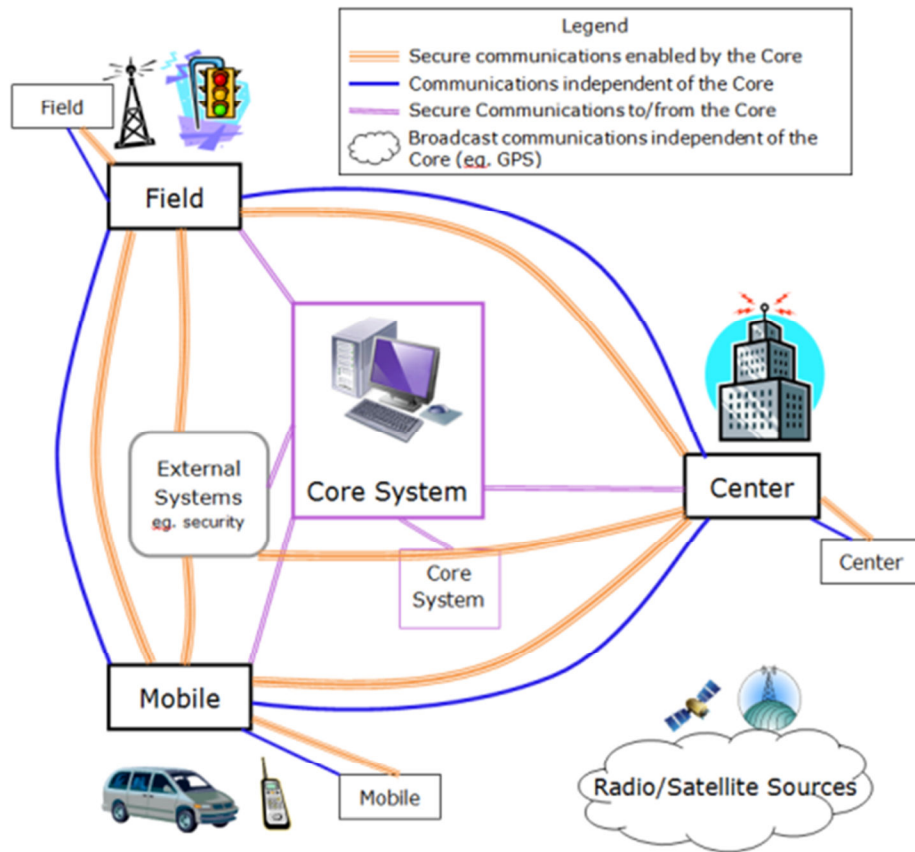 Legend
Secure communications enabled by the Core
Communications independent of the Core
Secure Communications to/from the Core
Broadcast communications independent of the
Core (eg. GPS)
Field
Field
External
Systems
eg. security
Core System
Center
Center
Core
System
Mobile
Mobile
Radio/Satellite Sources